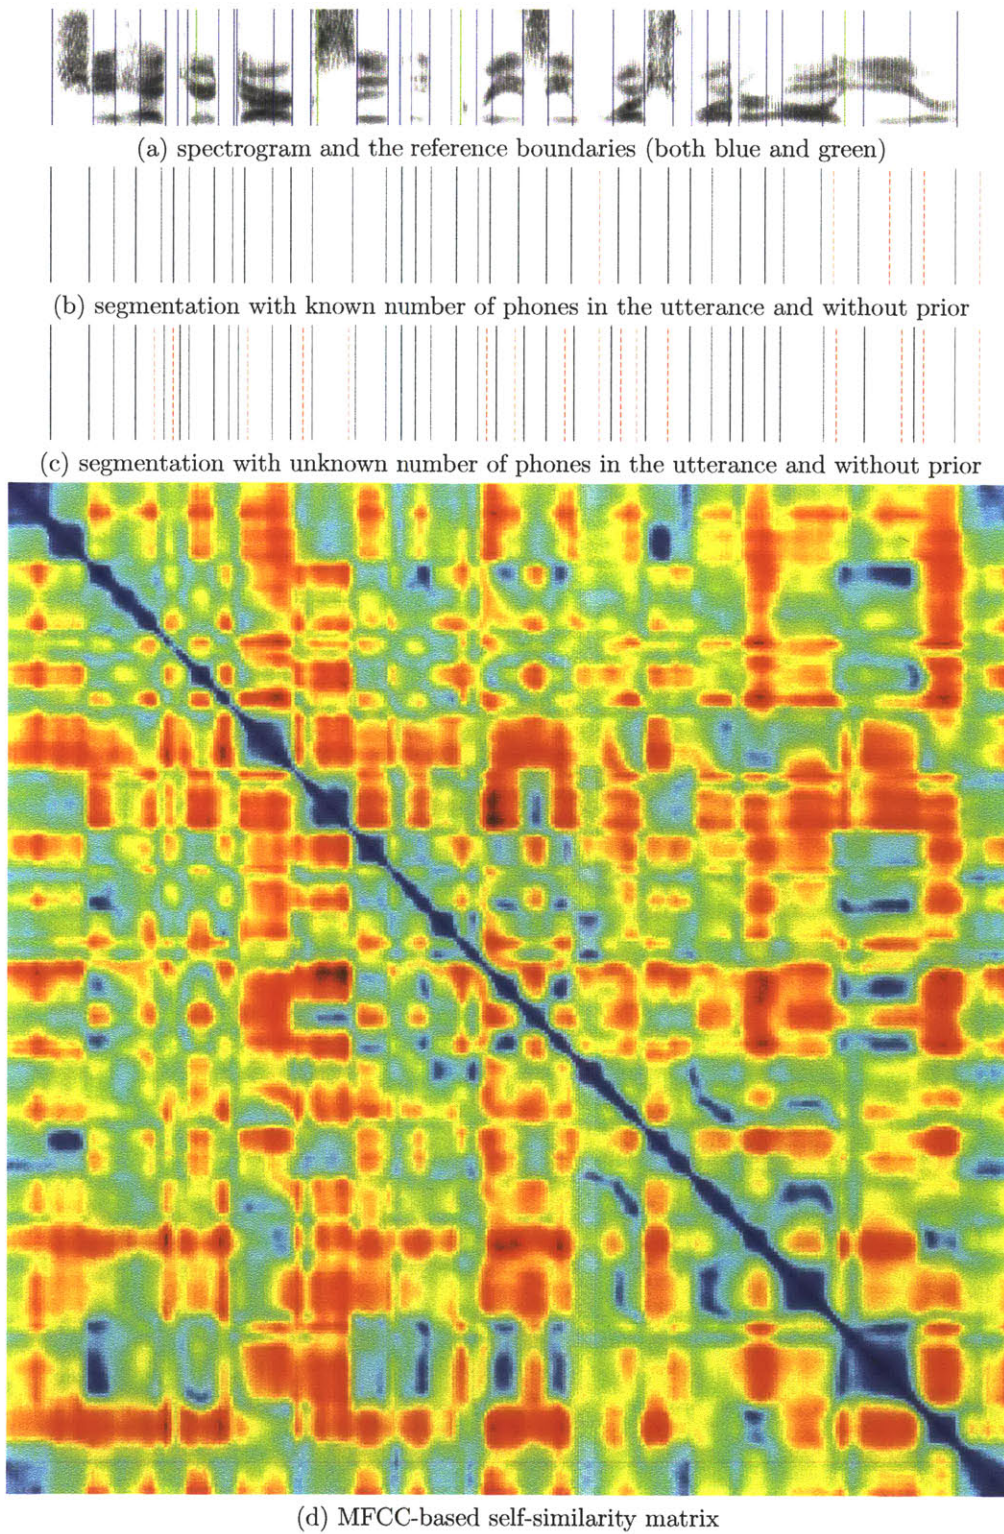 (a) spectrogram and the reference boundaries (both blue and green)
(b) segmentation with known number of phones in the utterance and without prior
(c) segmentation with unknown number of phones in the utterance and without prior
(d) MFCC-based self-similarity matrix